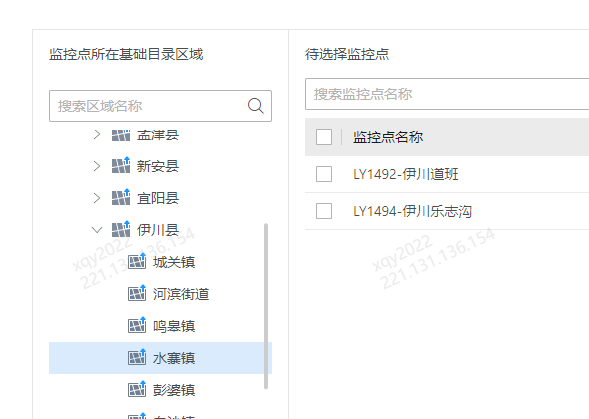 监控点所在基础目录区域
搜索区域名称
孟津县
新安县
宜阳县
伊川县
城关镇
河滨街道
鸣皋镇
水寨镇
彭婆镇
白沙镇
待选择监控点
搜索监控点名称
监控点名称
LY1492-伊川道班
LY1494-伊川乐志沟
xqy2022
221.131.136.154
xqy2022
221.131.136.154